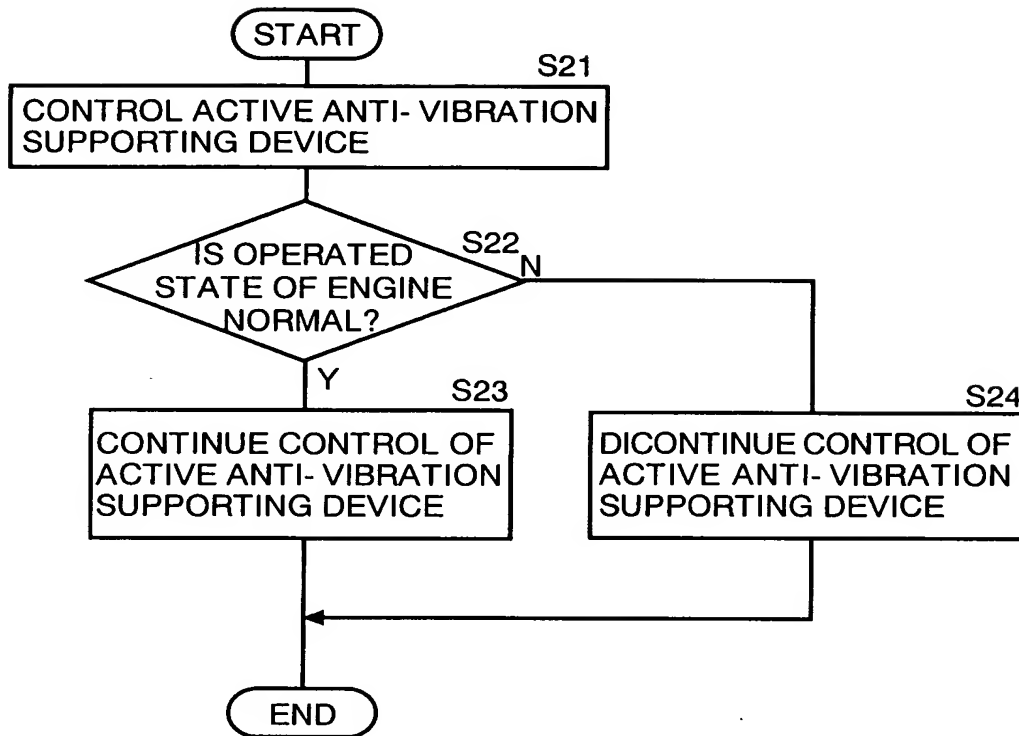 START
S21
CONTROL ACTIVE ANTI- VIBRATION
SUPPORTING DEVICE
S22
IS OPERATED
STATE OF ENGINE
NORMAL?
N
Y
S23
CONTINUE CONTROL OF
ACTIVE ANTI- VIBRATION
SUPPORTING DEVICE
S24
DICONTINUE CONTROL OF
ACTIVE ANTI- VIBRATION
SUPPORTING DEVICE
END